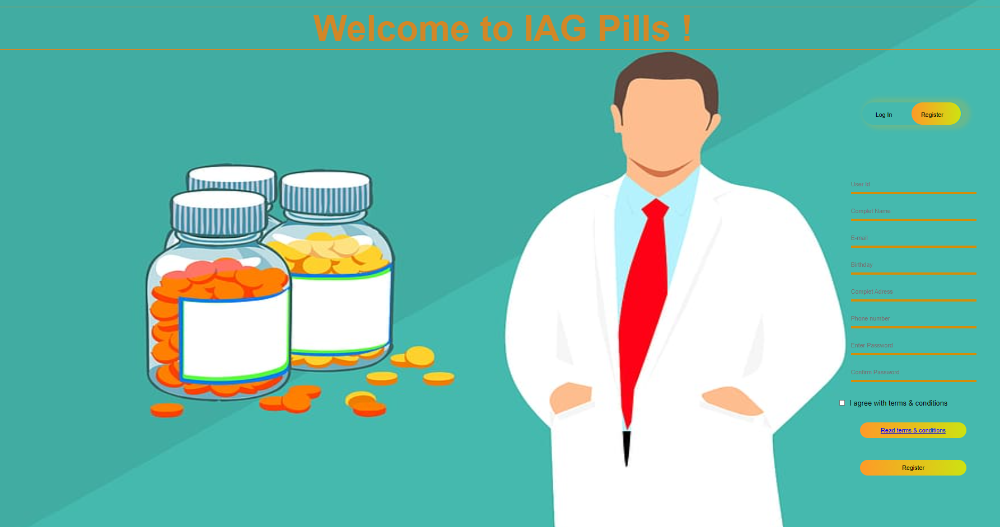 Welcome to IAG Pills !
Log In
Register
User Id
Complet Name
E-mail
Birthday
Complet Adress
Phone number
Enter Password
Confirm Password
I agree with terms & conditions
Read terms & conditions
Register